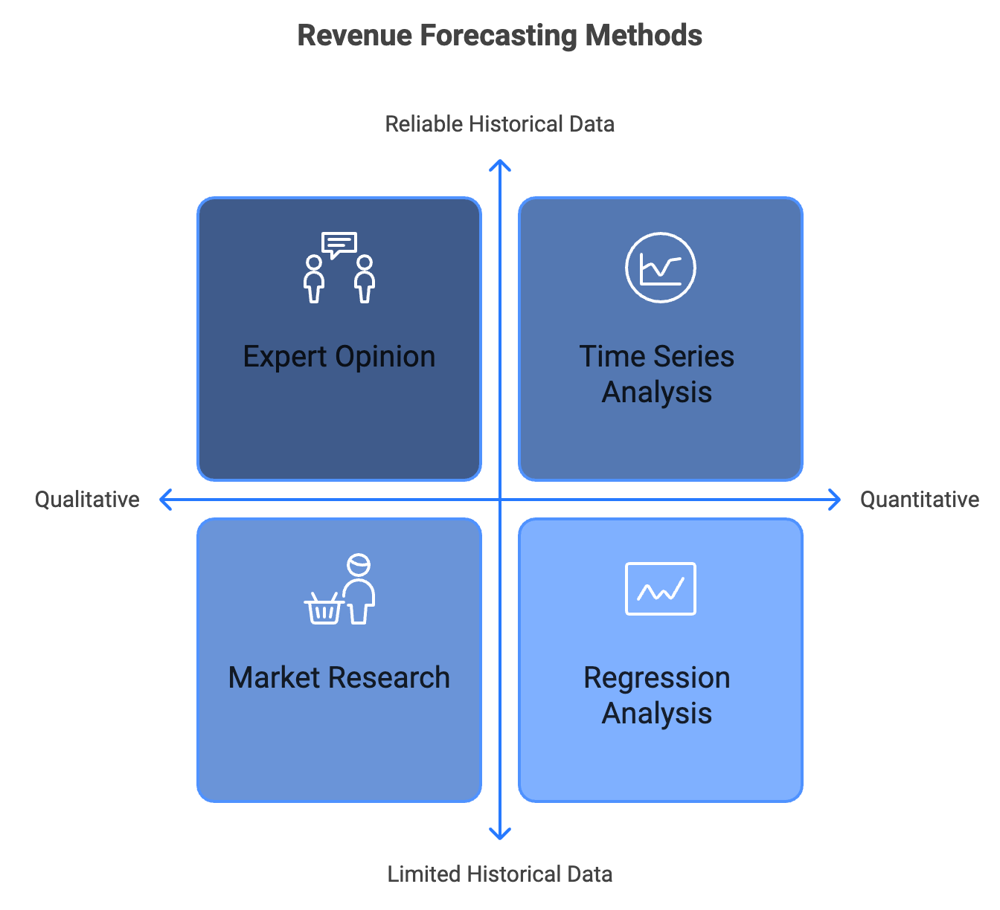 Revenue Forecasting Methods
Reliable Historical Data
Expert Opinion
Time Series
Analysis
Qualitative
Quantitative
Market Research
Regression
Analysis
Limited Historical Data